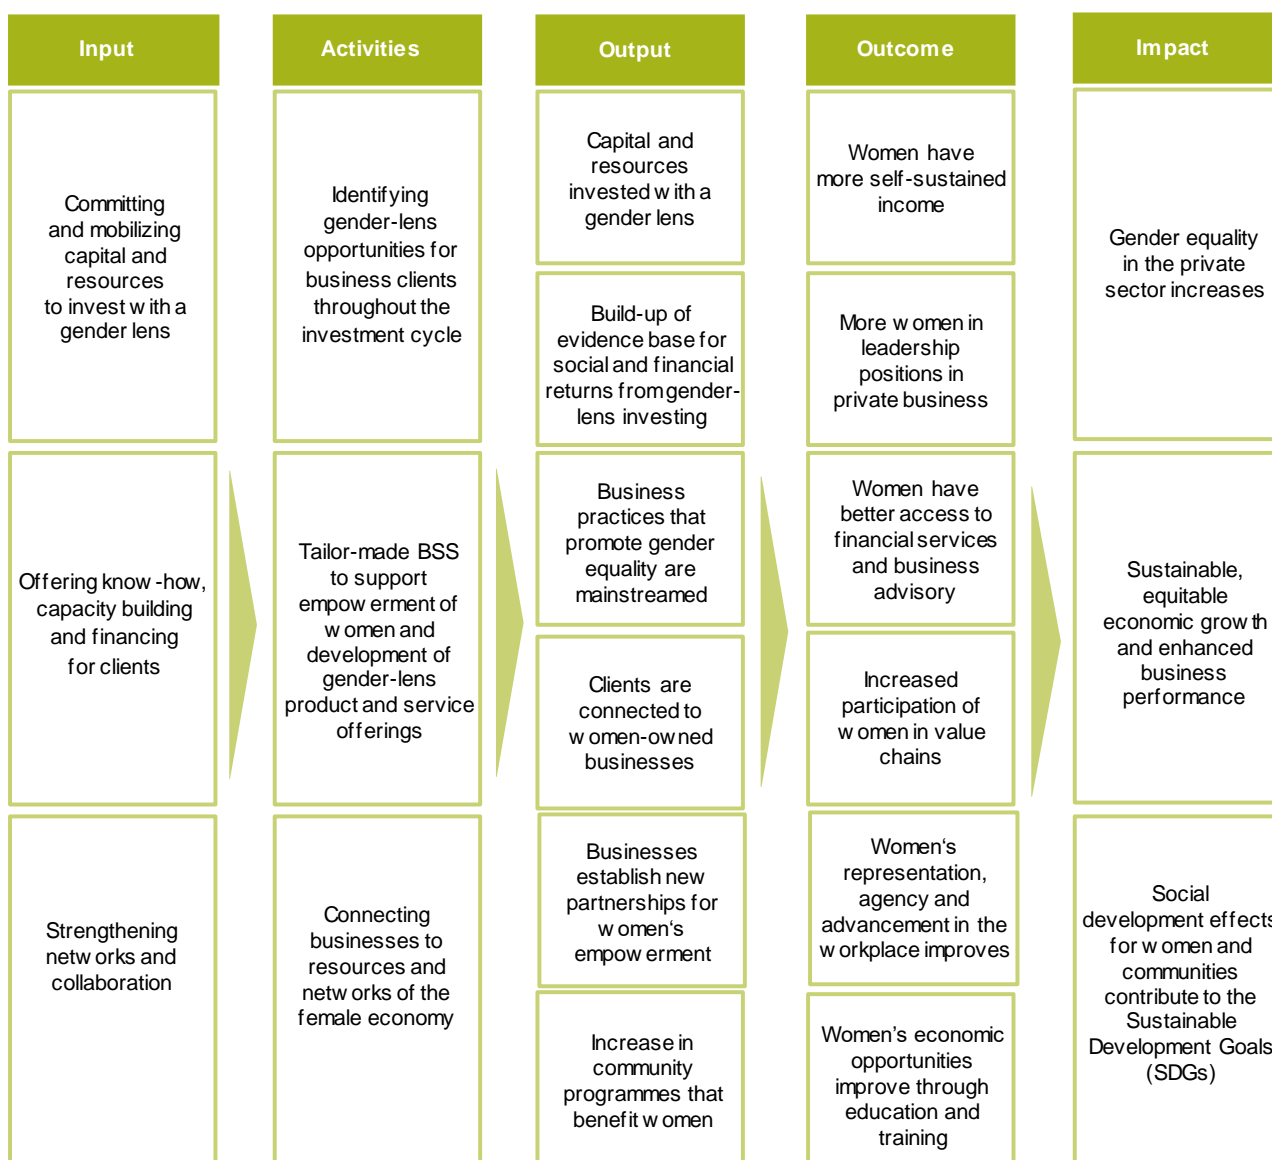 Input
Activities
Output
Outcome
Impact
Committing
and mobilizing
capital and
resources
to invest with a
gender lens
Offering know-how,
capacity building
and financing
for clients
Strengthening
networks and
collaboration
Identifying
gender-lens
opportunities for
business clients
throughout the
investment cycle
Tailor-made BSS
to support
empowerment of
women and
development of
gender-lens
product and service
offerings
Connecting
businesses to
resources and
networks of the
female economy
Capital and
resources
invested with a
gender lens
Build-up of
evidence base for
social and financial
returns from gender-
lens investing
Business
practices that
promote gender
equality are
mainstreamed
Clients are
connected to
women-owned
businesses
Businesses
establish new
partnerships for
women‘s
empowerment
Increase in
community
programmes that
benefit women
Women have
more self-sustained
income
More women in
leadership
positions in
private business
Women have
better access to
financial services
and business
advisory
Increased
participation of
women in value
chains
Women‘s
representation,
agency and
advancement in the
workplace improves
Women’s economic
opportunities
improve through
education and
training
Gender equality
in the private
sector increases
Sustainable,
equitable
economic growth
and enhanced
business
performance
Social
development effects
for women and
communities
contribute to the
Sustainable
Development Goals
(SDGs)